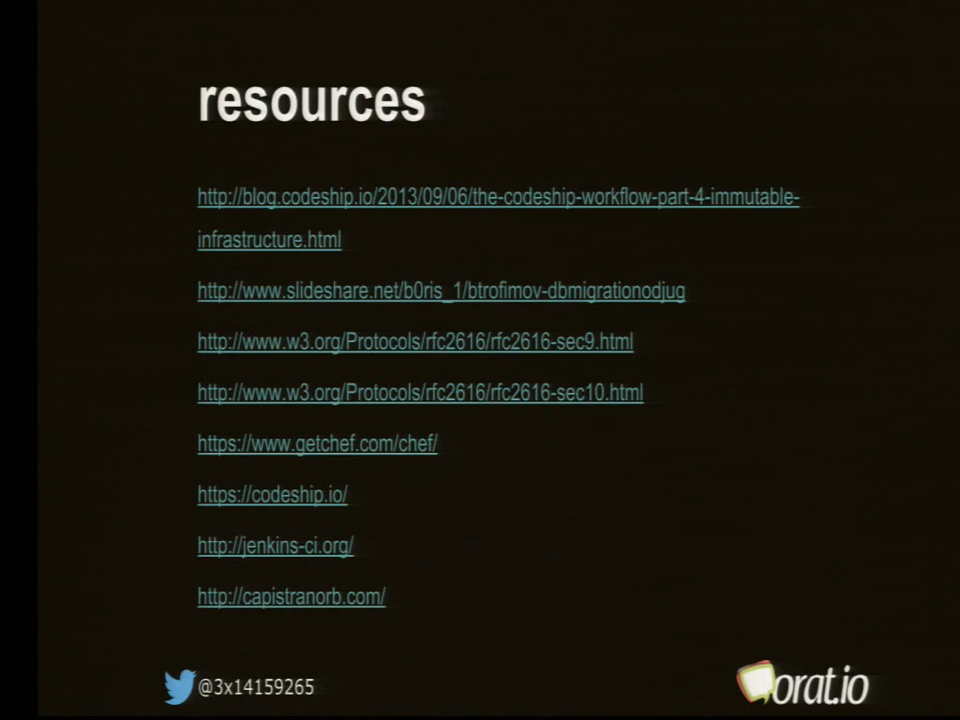 resources
http://blog.codeship.io/2013/09/06/the-codeship-workflow-part-4-immutable-
infrastructure.html
http://www.slideshare.net/b0ris_1/btrofimov-dbmigrationodjug
http://www.w3.org/Protocols/rfc2616/rfc2616-sec9.html
http://www.w3.org/Protocols/rfc2616/rfc2616-sec10.html
https://www.getchef.com/chef/
https://codeship.io/
http://jenkins-ci.org/
http://capistranorb.com/
@3x14159265
orat.io